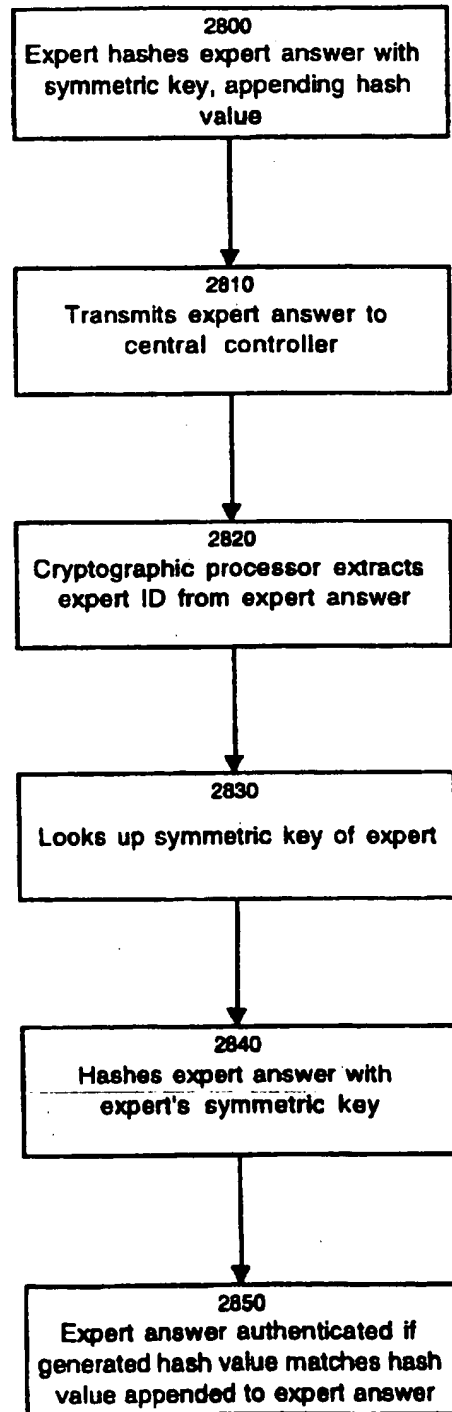 2800
Expert hashes expert answer with
symmetric key, appending hash
value
2810
Transmits expert answer to
central controller
2820
Cryptographic processor extracts
expert ID from expert answer
2830
Looks up symmetric key of expert
2840
Hashes expert answer with
expert's symmetric key
2850
Expert answer authenticated if
generated hash value matches hash
value appended to expert answer